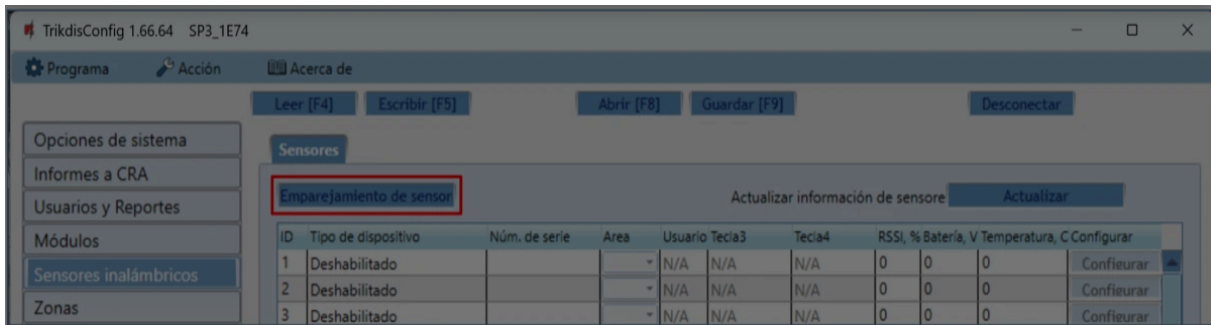 TrikdisConfig 1.66.64 SP3_1E74
Programa Acción Acerca de
Leer [F4] Escribir [F5] Abrir [F8] Guardar [F9] Desconectar
Opciones de sistema
Informes a CRA
Usuarios y Reportes
Módulos
Sensores inalámbricos
Zonas
Sensores
Emparejamiento de sensor Actualizar información de sensore Actualizar
ID Tipo de dispositivo Núm. de serie Area Usuario Tecla3 Tecla4 RSSI, % Batería, V Temperatura, C Configurar
1 Deshabilitado N/A N/A N/A 0 0 0 Configurar
2 Deshabilitado N/A N/A N/A 0 0 0 Configurar
3 Deshabilitado N/A N/A N/A 0 0 0 Configurar